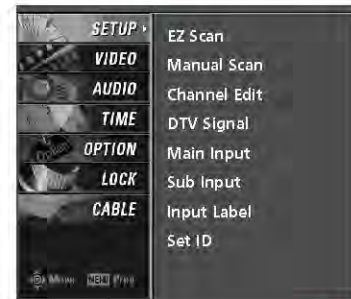 SETUP
VIDEO
AUDIO
TIME
OPTION
LOCK
CABLE
Move MENU Prev
EZ Scan
Manual Scan
Channel Edit
DTV Signal
Main Input
Sub Input
Input Label
Set ID